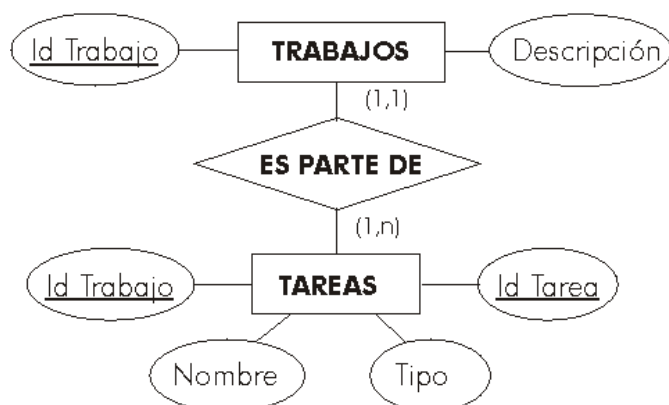 Id Trabajo
TRABAJOS
Descripción
(1,1)
ES PARTE DE
(1,n)
Id Trabajo
TAREAS
Id Tarea
Nombre
Tipo